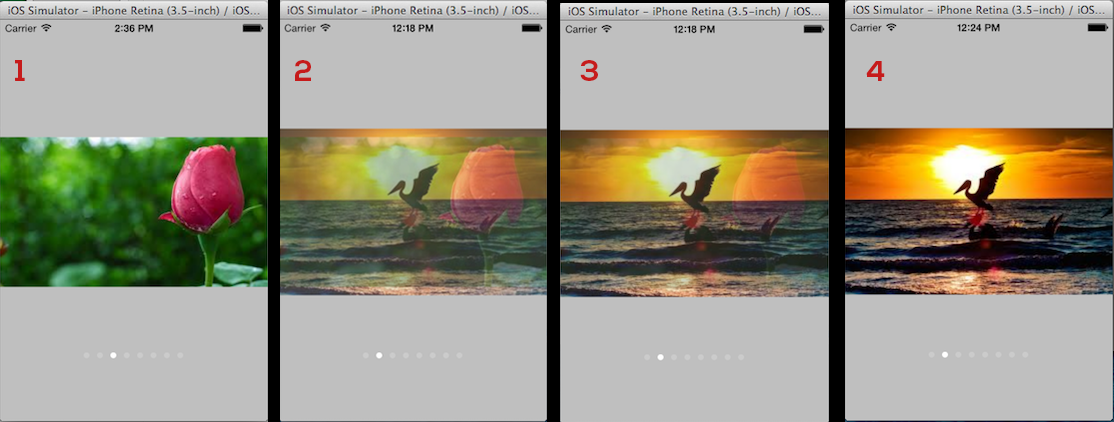 iOS Simulator – iPhone Retina (3.5-inch) / iOS...
Carrier 2:36 PM
1
iOS Simulator – iPhone Retina (3.5-inch) / iOS...
Carrier 12:18 PM
2
iOS Simulator – iPhone Retina (3.5-inch) / iOS...
Carrier 12:18 PM
3
iOS Simulator – iPhone Retina (3.5-inch) / iOS...
Carrier 12:24 PM
4